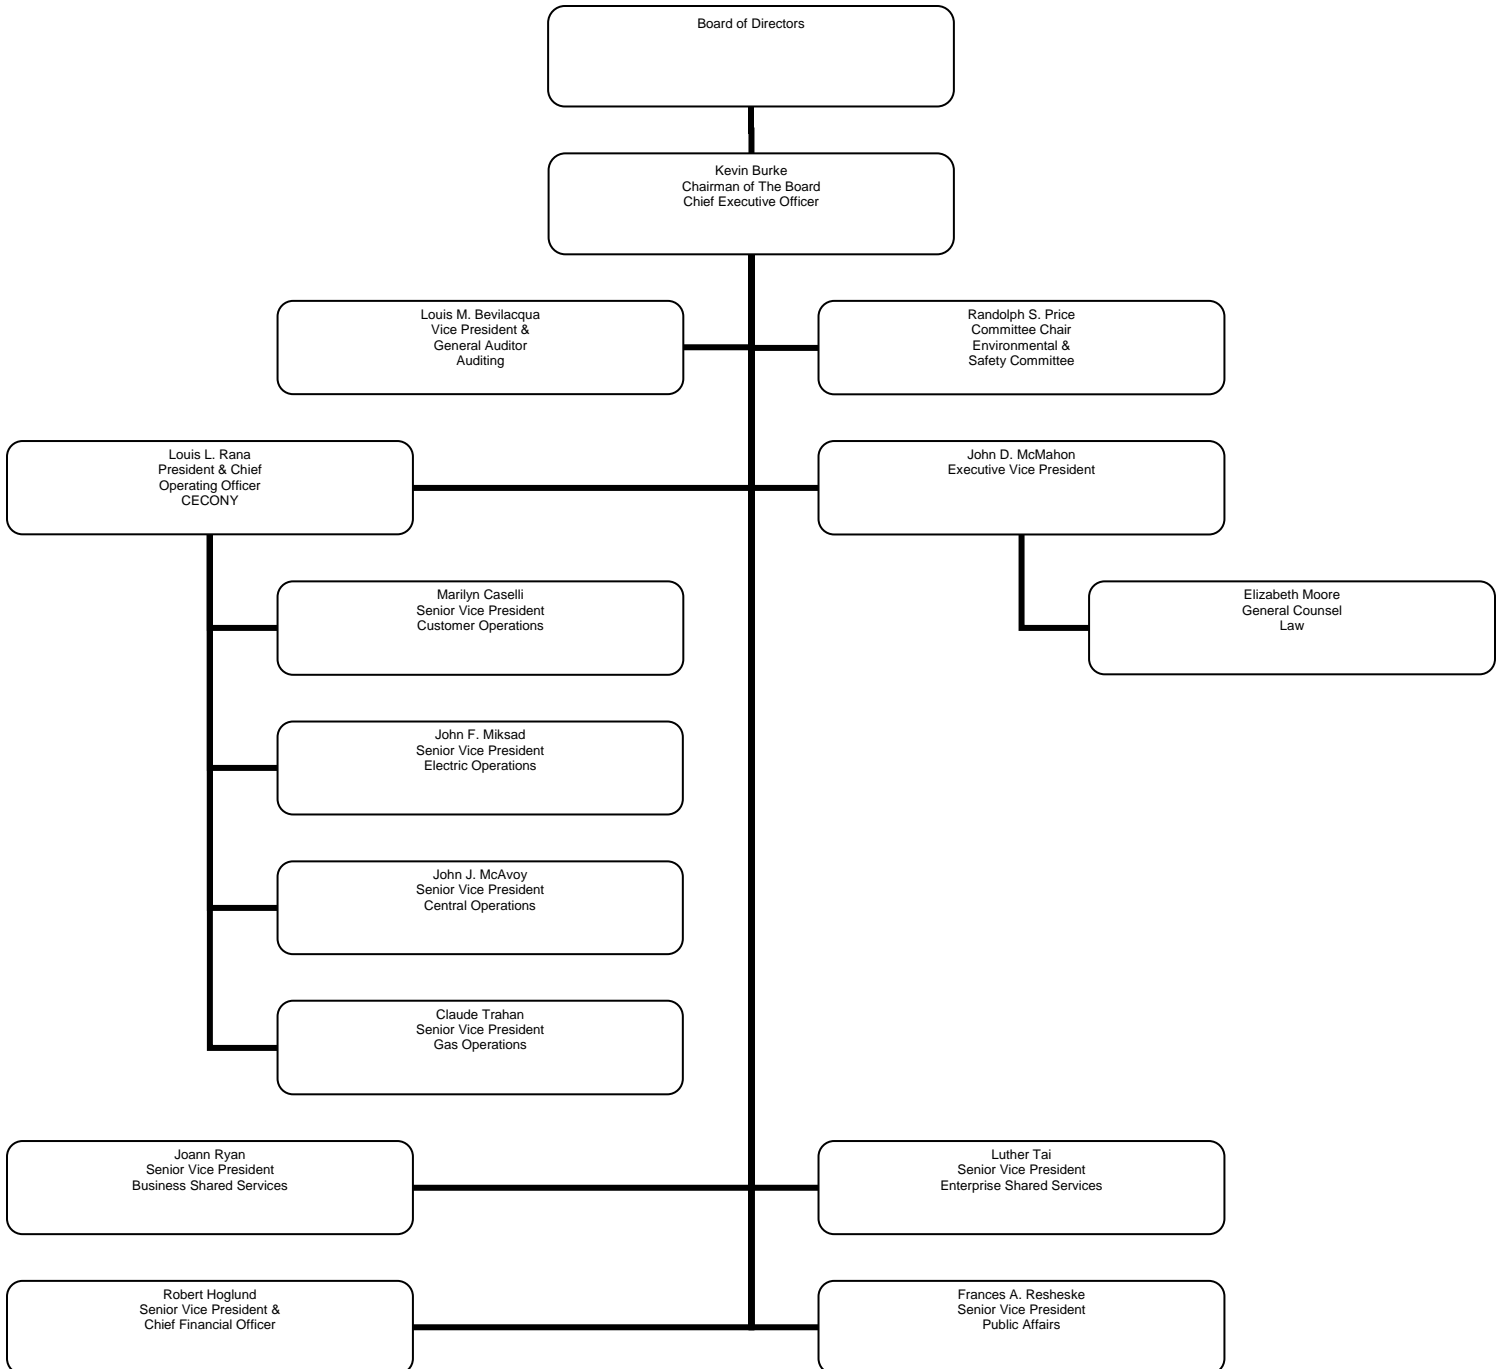 Board of Directors
Kevin Burke
Chairman of The Board
Chief Executive Officer
Louis M. Bevilacqua
Vice President &
General Auditor
Auditing
Randolph S. Price
Committee Chair
Environmental &
Safety Committee
Louis L. Rana
President & Chief
Operating Officer
CECONY
John D. McMahon
Executive Vice President
Marilyn Caselli
Senior Vice President
Customer Operations
Elizabeth Moore
General Counsel
Law
John F. Miksad
Senior Vice President
Electric Operations
John J. McAvoy
Senior Vice President
Central Operations
Claude Trahan
Senior Vice President
Gas Operations
Joann Ryan
Senior Vice President
Business Shared Services
Luther Tai
Senior Vice President
Enterprise Shared Services
Robert Hoglund
Senior Vice President &
Chief Financial Officer
Frances A. Resheske
Senior Vice President
Public Affairs